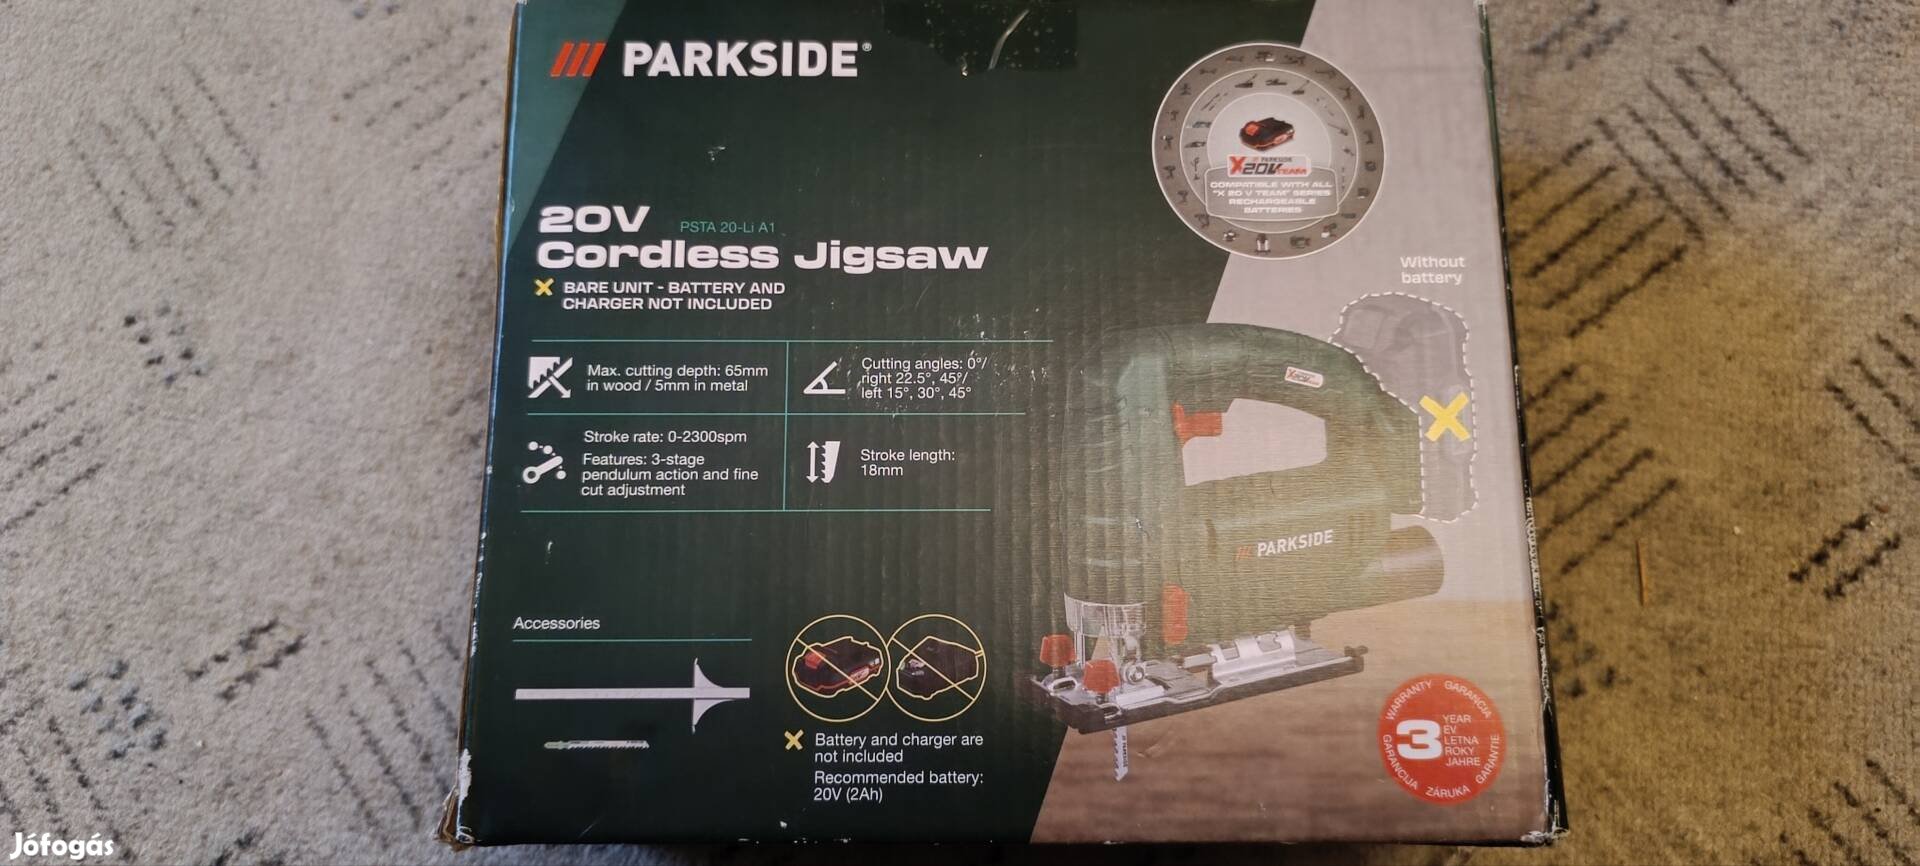 PARKSIDE®
20V PSTA 20-Li A1
Cordless Jigsaw
BARE UNIT - BATTERY AND
CHARGER NOT INCLUDED
Max. cutting depth: 65mm
in wood / 5mm in metal
Cutting angles: 0°/
right 22.5°, 45°/
left 15°, 30°, 45°
Stroke rate: 0-2300spm
Features: 3-stage
pendulum action and fine
cut adjustment
Stroke length:
18mm
Accessories
Battery and charger are
not included
Recommended battery:
20V (2Ah)
PARKSIDE
X20V TEAM
COMPATIBLE WITH ALL
"X 20 V TEAM" SERIES
RECHARGEABLE
BATTERIES
Without
battery
X20V TEAM
PARKSIDE
WARRANTY GARANCIA
GARANCIJA ZÁRUKA GARANTIE
3 YEAR
ÉV
LETNA
ROKY
JAHRE
Jófogás